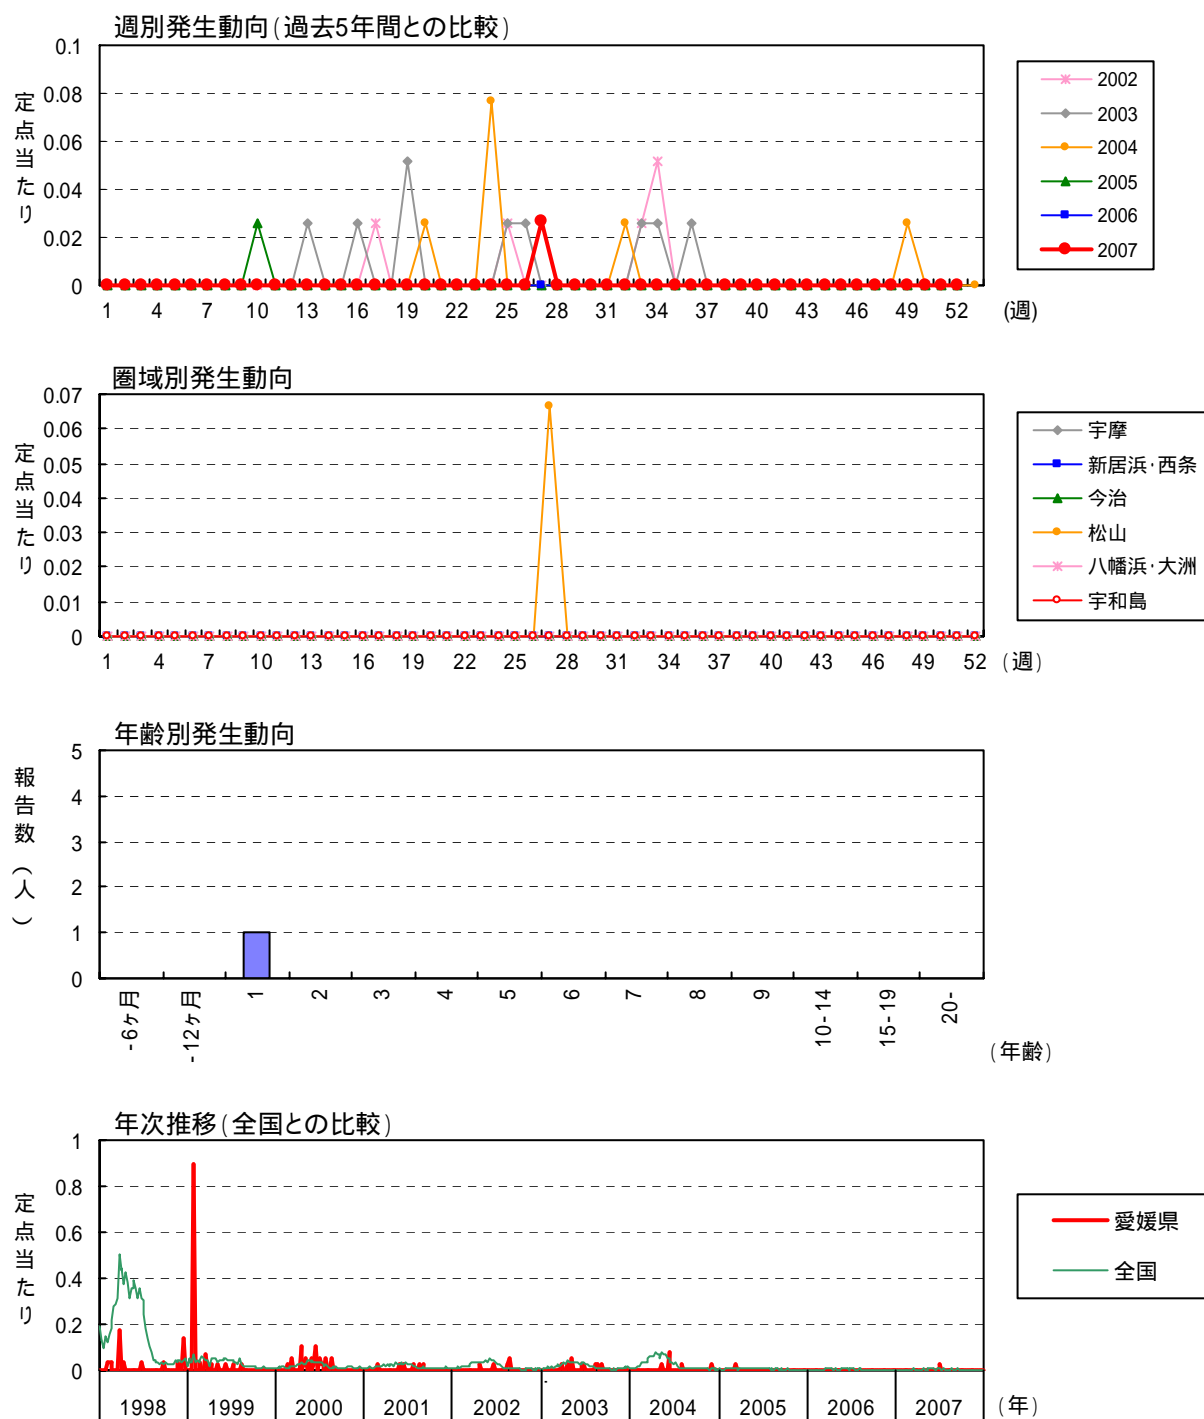 週別発生動向(過去5年間との比較)
定点当たり
0.1
0.08
0.06
0.04
0.02
0
1 4 7 10 13 16 19 22 25 28 31 34 37 40 43 46 49 52 (週)
2002
2003
2004
2005
2006
2007
圏域別発生動向
定点当たり
0.07
0.06
0.05
0.04
0.03
0.02
0.01
0
1 4 7 10 13 16 19 22 25 28 31 34 37 40 43 46 49 52 (週)
宇摩
新居浜・西条
今治
松山
八幡浜・大洲
宇和島
年齢別発生動向
報告数(人)
5
4
3
2
1
0
-6ヶ月 -12ヶ月 1 2 3 4 5 6 7 8 9 10-14 15-19 20-
(年齢)
年次推移(全国との比較)
定点当たり
1
0.8
0.6
0.4
0.2
0
1998 1999 2000 2001 2002 2003 2004 2005 2006 2007 (年)
愛媛県
全国